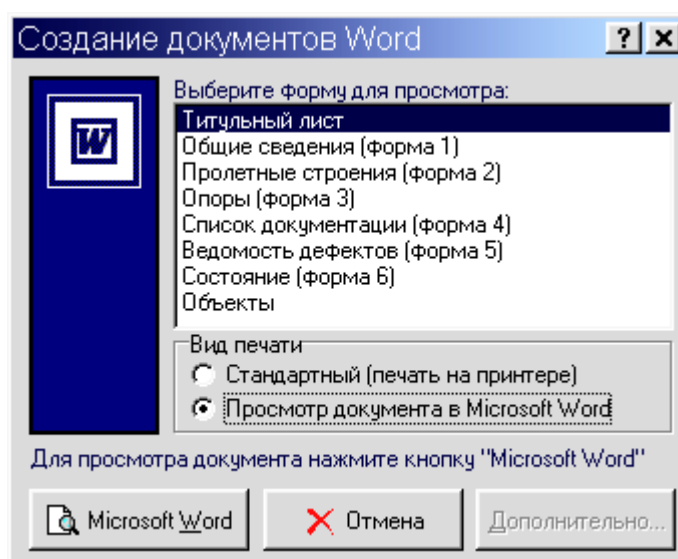 Создание документов Word
Выберите форму для просмотра:
Титульный лист
Общие сведения (форма 1)
Пролетные строения (форма 2)
Опоры (форма 3)
Список документации (форма 4)
Ведомость дефектов (форма 5)
Состояние (форма 6)
Объекты
Вид печати
Стандартный (печать на принтере)
Просмотр документа в Microsoft Word
Для просмотра документа нажмите кнопку "Microsoft Word"
Microsoft Word
Отмена
Дополнительно...